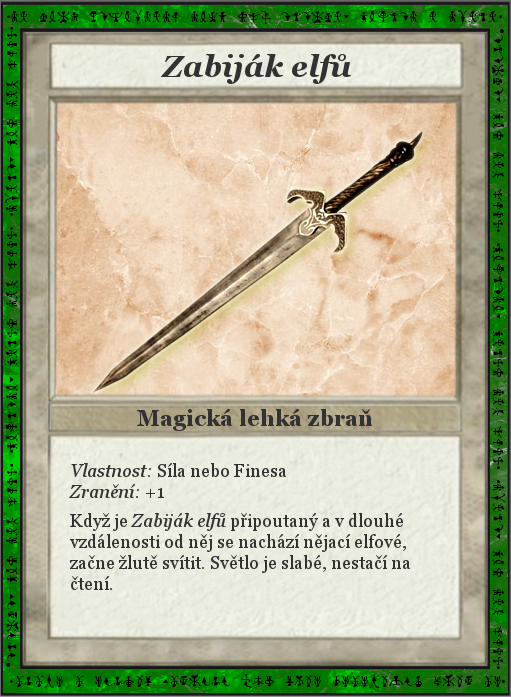 Zabiják elfů
Magická lehká zbraň
Vlastnost: Síla nebo Finesa
Zranění: +1
Když je Zabiják elfů připoutaný a v dlouhé
vzdálenosti od něj se nachází nějací elfové,
začne žlutě svítit. Světlo je slabé, nestačí na
čtení.